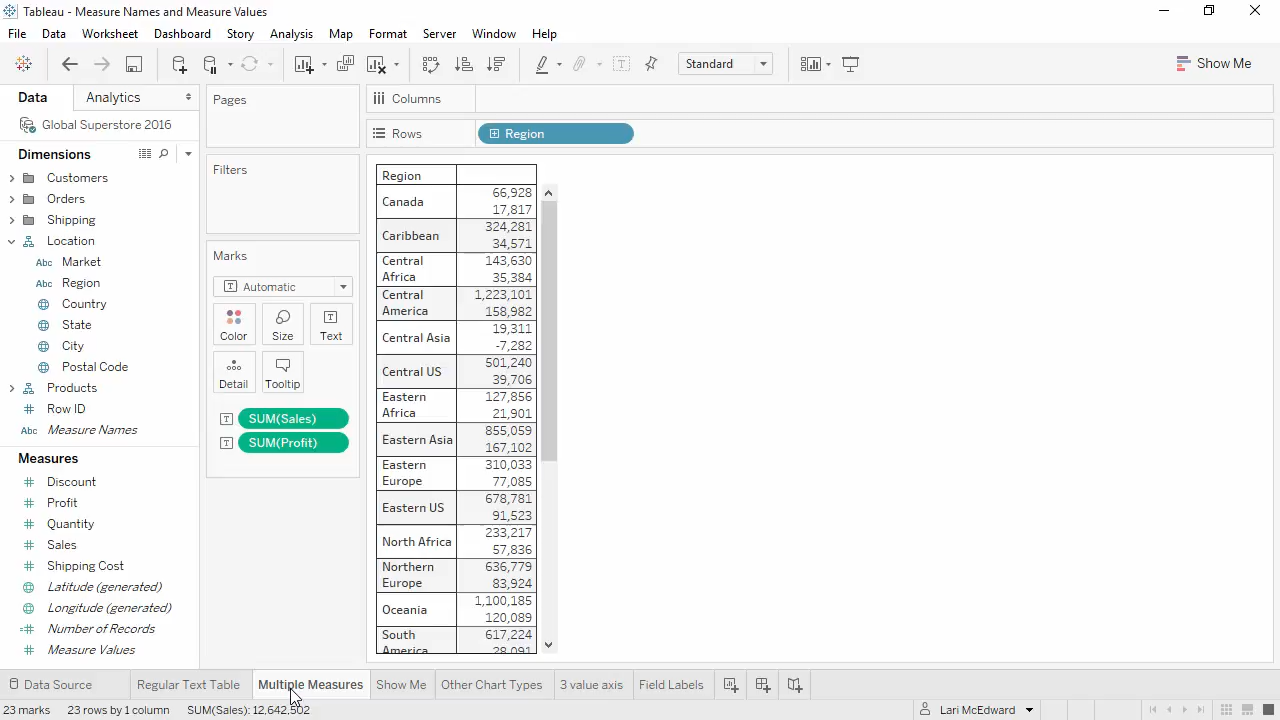 Tableau - Measure Names and Measure Values
File Data Worksheet Dashboard Story Analysis Map Format Server Window Help
Standard
Show Me
Data Analytics
Global Superstore 2016
Dimensions
Customers
Orders
Shipping
Location
Abc Market
Abc Region
Country
State
City
Postal Code
Products
Row ID
Abc Measure Names
Measures
Discount
Profit
Quantity
Sales
Shipping Cost
Latitude (generated)
Longitude (generated)
Number of Records
Measure Values
Pages
Filters
Marks
Automatic
Color Size Text
Detail Tooltip
SUM(Sales)
SUM(Profit)
Columns
Rows Region
Region
Canada 66,928
17,817
Caribbean 324,281
34,571
Central Africa 143,630
35,384
Central America 1,223,101
158,982
Central Asia 19,311
-7,282
Central US 501,240
39,706
Eastern Africa 127,856
21,901
Eastern Asia 855,059
167,102
Eastern Europe 310,033
77,085
Eastern US 678,781
91,523
North Africa 233,217
57,836
Northern Europe 636,779
83,924
Oceania 1,100,185
120,089
South America 617,224
28,091
Data Source Regular Text Table Multiple Measures Show Me Other Chart Types 3 value axis Field Labels
23 marks 23 rows by 1 column SUM(Sales): 12,642,502 Lari McEdward